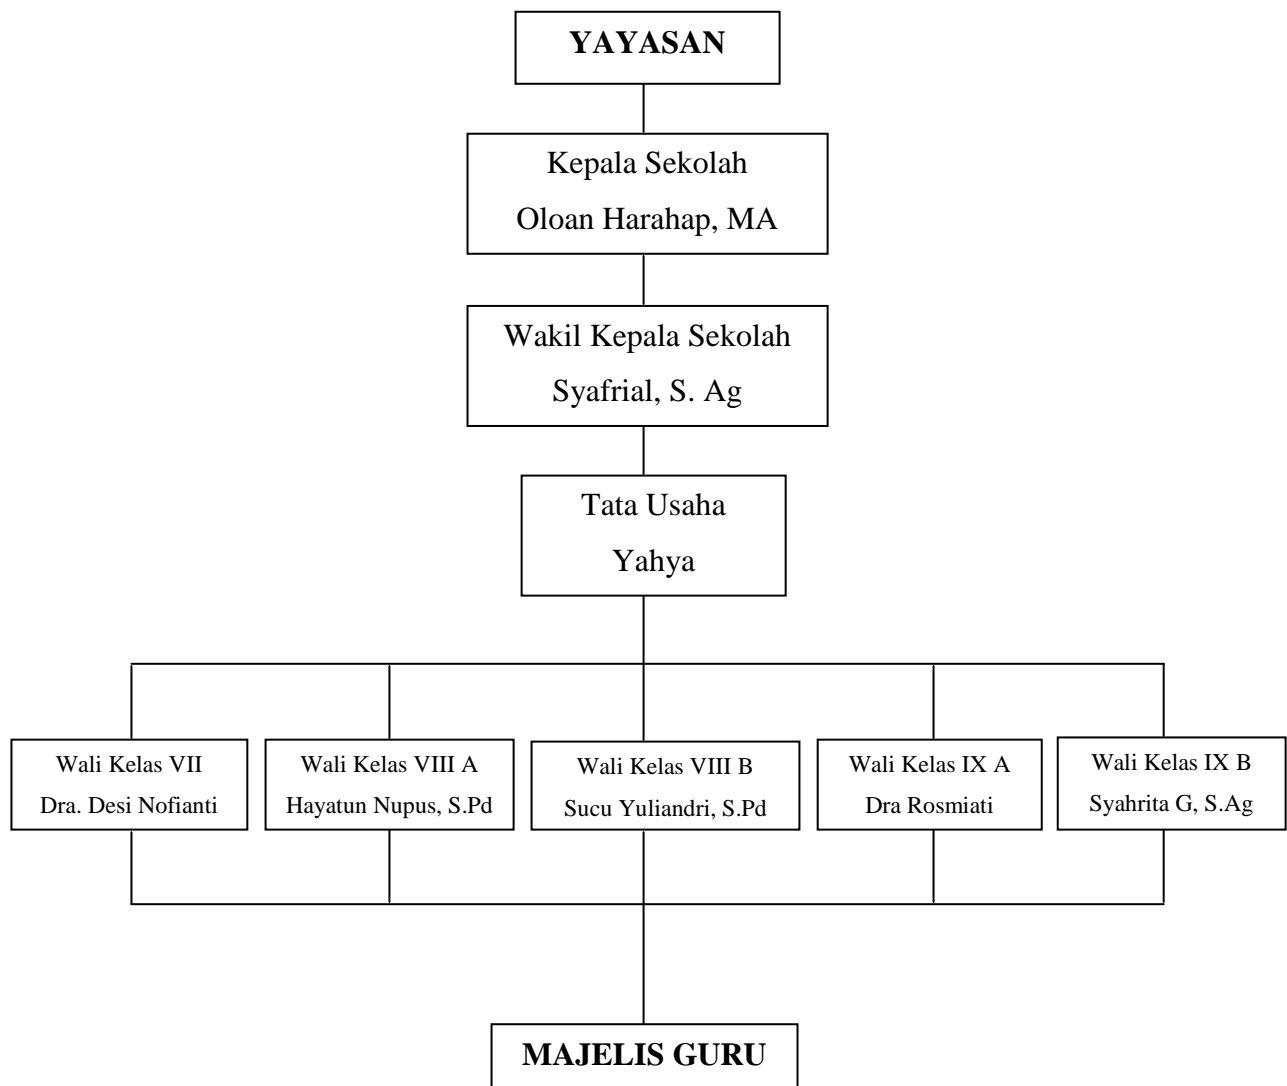 YAYASAN
Kepala Sekolah
Oloan Harahap, MA
Wakil Kepala Sekolah
Syafrial, S. Ag
Tata Usaha
Yahya
Wali Kelas VII
Dra. Desi Nofianti
Wali Kelas VIII A
Hayatun Nupus, S.Pd
Wali Kelas VIII B
Sucu Yuliandri, S.Pd
Wali Kelas IX A
Dra Rosmiati
Wali Kelas IX B
Syahrita G, S.Ag
MAJELIS GURU